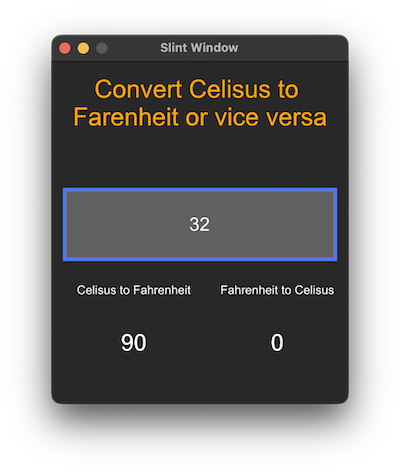 Slint Window
Convert Celisus to
Farenheit or vice versa
32
Celisus to Fahrenheit
Fahrenheit to Celisus
90
0